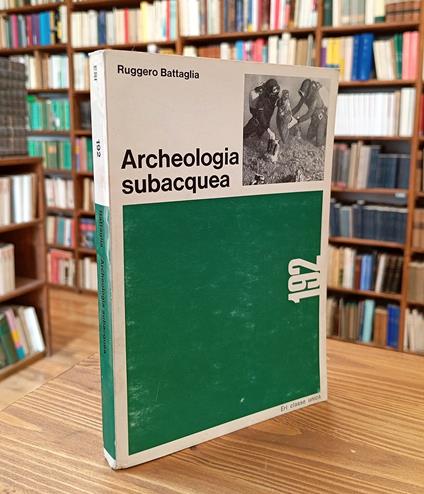 Ruggero Battaglia
Archeologia
subacquea
192
Eri classe unica
ERI
192
Battaglia Archeologia subacquea